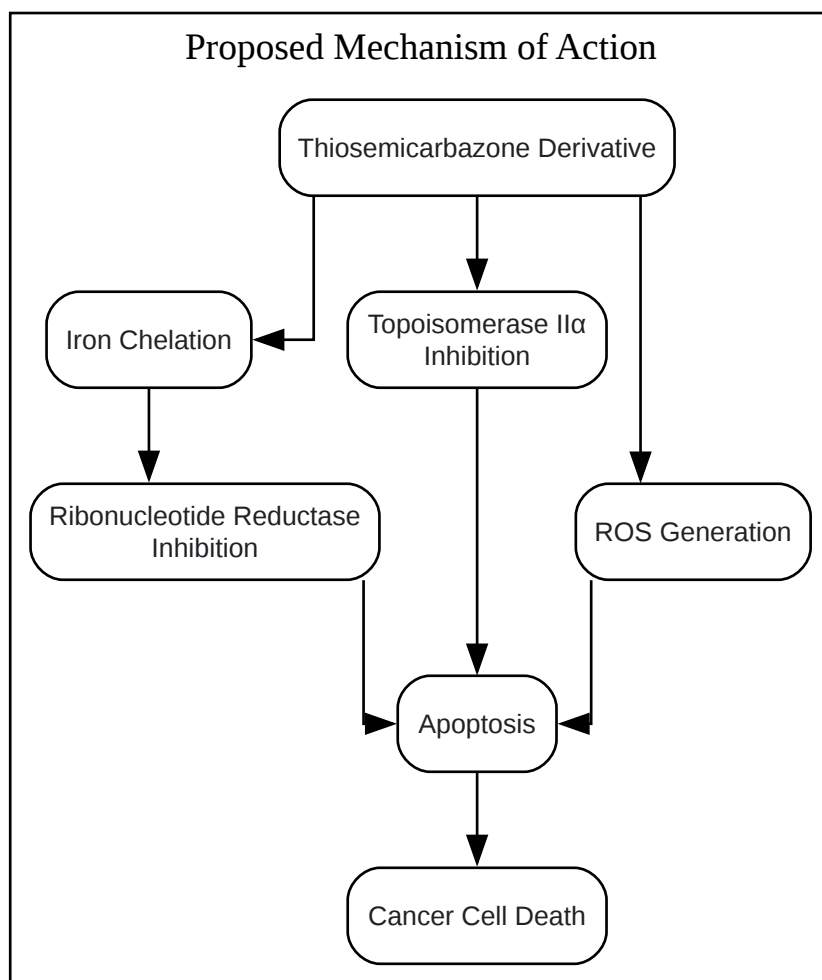 Proposed Mechanism of Action
Thiosemicarbazone Derivative
Iron Chelation
Topoisomerase IIα
Inhibition
Ribonucleotide Reductase
Inhibition
ROS Generation
Apoptosis
Cancer Cell Death